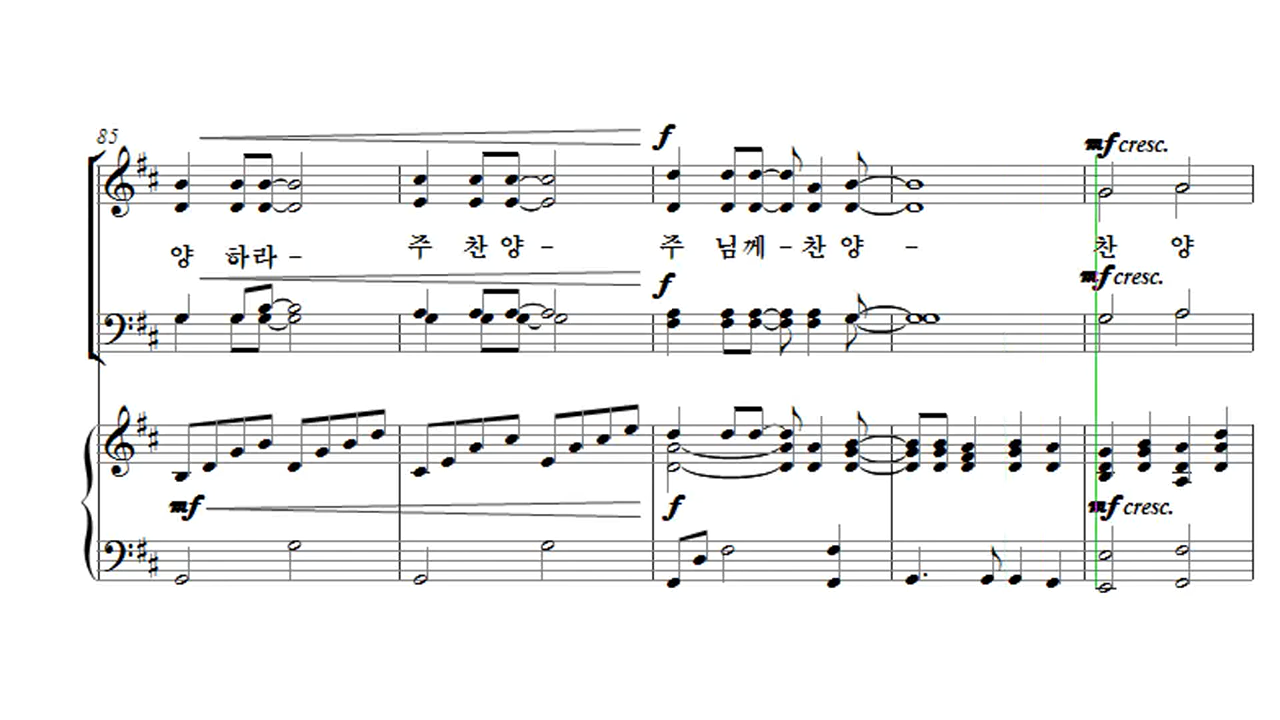 85
f
mf cresc.
양 하라 – 주 찬 양 – 주 님께 – 찬 양 – 찬 양
f
mf cresc.
mf
f
mf cresc.